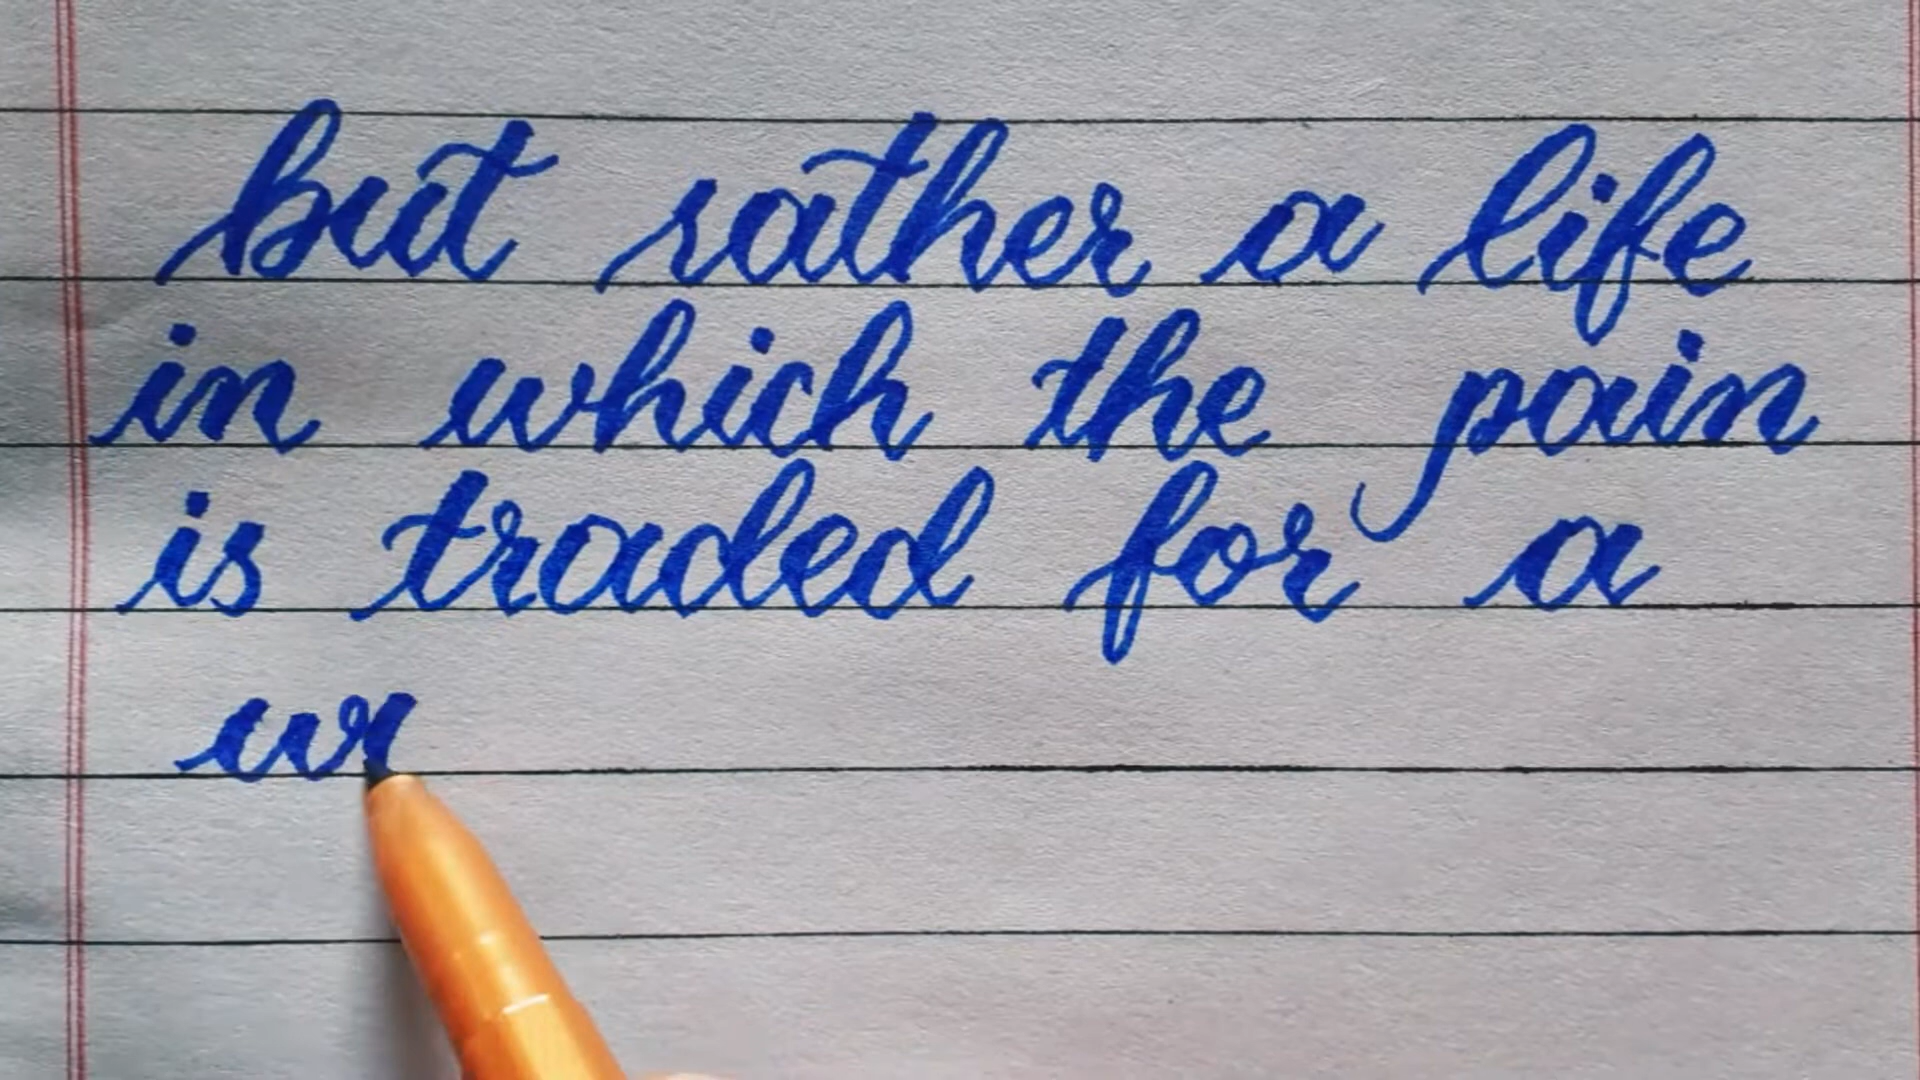 but rather a life
in which the pain
is traded for a
w